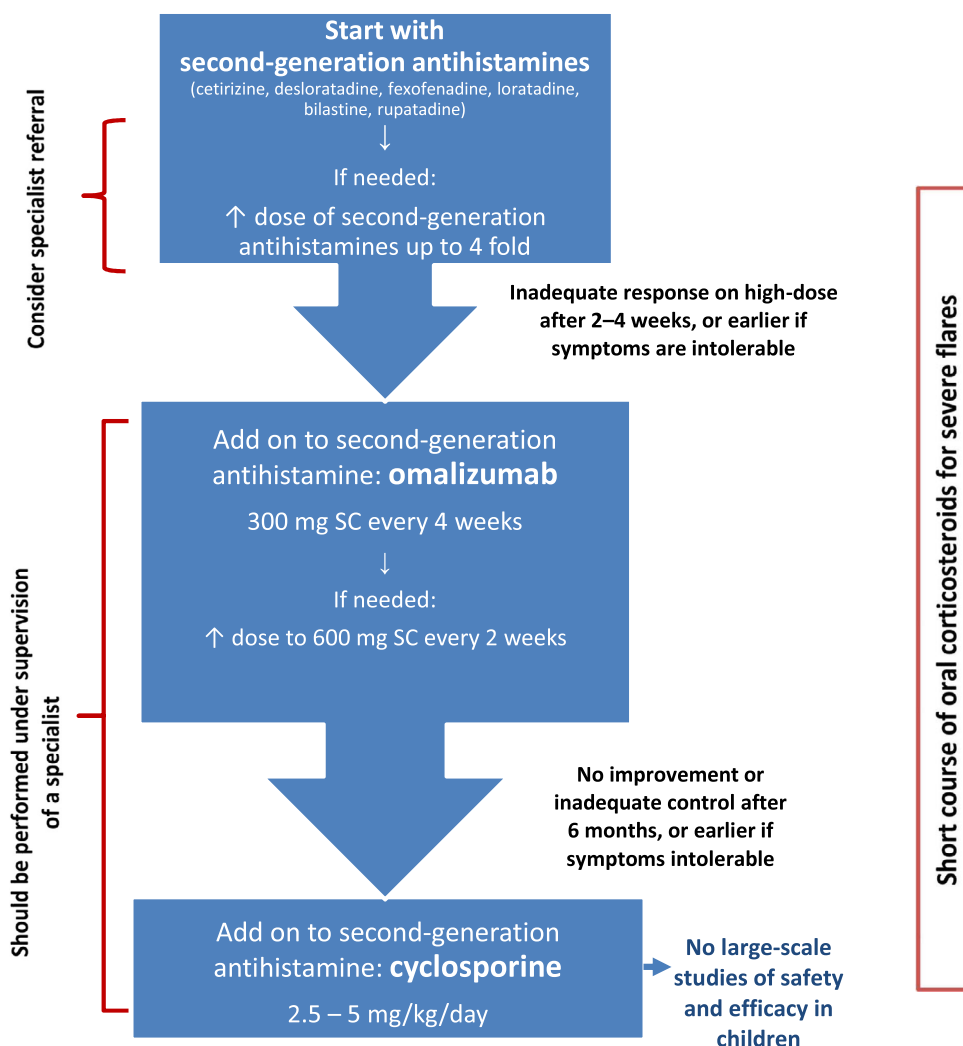 Start with
second-generation antihistamines
(cetirizine, desloratadine, fexofenadine, loratadine,
bilastine, rupatadine)
↓
If needed:
↑ dose of second-generation
antihistamines up to 4 fold
Consider specialist referral
Inadequate response on high-dose
after 2–4 weeks, or earlier if
symptoms are intolerable
Add on to second-generation
antihistamine: omalizumab
300 mg SC every 4 weeks
↓
If needed:
↑ dose to 600 mg SC every 2 weeks
Should be performed under supervision
of a specialist
No improvement or
inadequate control after
6 months, or earlier if
symptoms intolerable
Add on to second-generation
antihistamine: cyclosporine
2.5 – 5 mg/kg/day
No large-scale
studies of safety
and efficacy in
children
Short course of oral corticosteroids for severe flares